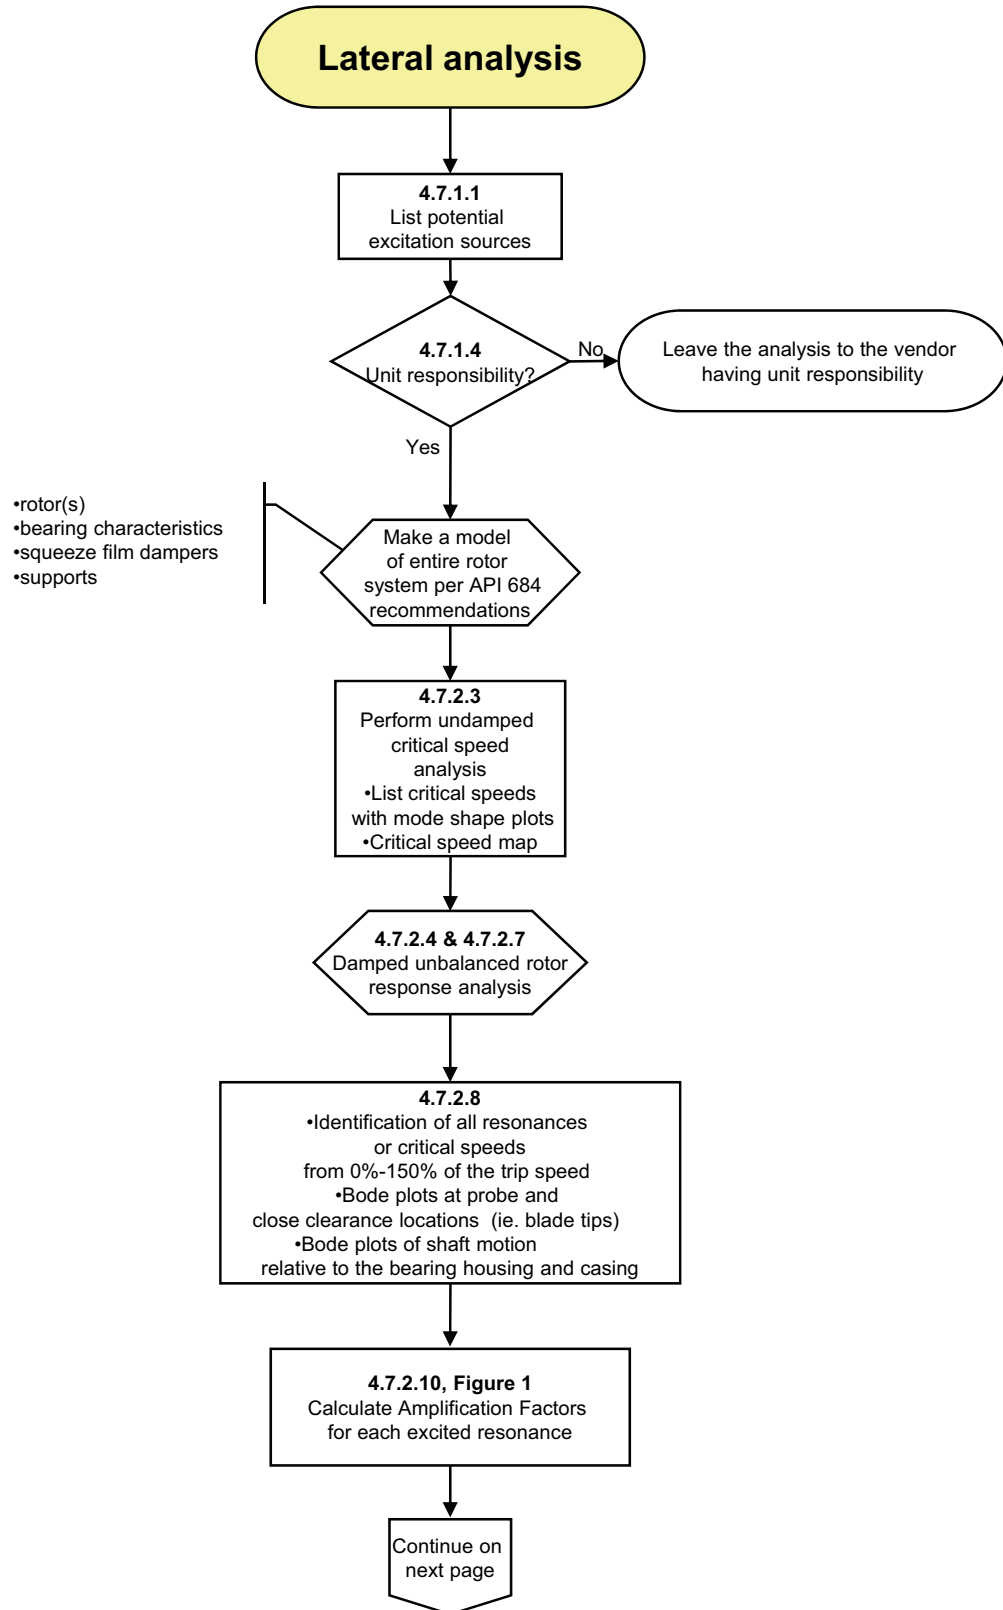 Lateral analysis
4.7.1.1
List potential
excitation sources
4.7.1.4
Unit responsibility?
No
Leave the analysis to the vendor
having unit responsibility
Yes
•rotor(s)
•bearing characteristics
•squeeze film dampers
•supports
Make a model
of entire rotor
system per API 684
recommendations
4.7.2.3
Perform undamped
critical speed
analysis
•List critical speeds
with mode shape plots
•Critical speed map
4.7.2.4 & 4.7.2.7
Damped unbalanced rotor
response analysis
4.7.2.8
•Identification of all resonances
or critical speeds
from 0%-150% of the trip speed
•Bode plots at probe and
close clearance locations (ie. blade tips)
•Bode plots of shaft motion
relative to the bearing housing and casing
4.7.2.10, Figure 1
Calculate Amplification Factors
for each excited resonance
Continue on
next page